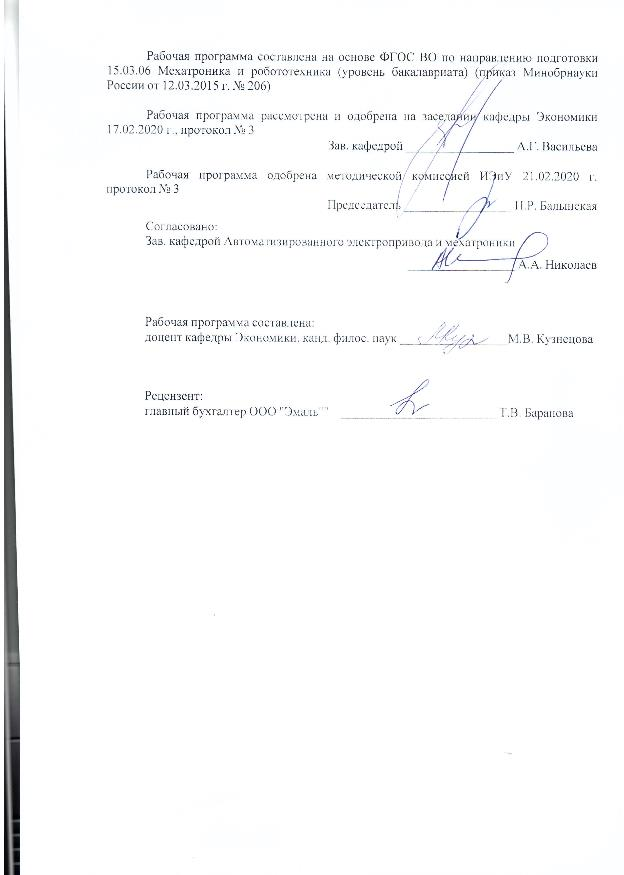 Рабочая программа составлена на основе ФГОС ВО по направлению подготовки
15.03.06 Мехатроника и робототехника (уровень бакалавриата) (приказ Минобрнауки
России от 12.03.2015 г. № 206)
Рабочая программа рассмотрена и одобрена на заседании кафедры Экономики
17.02.2020 г., протокол № 3
Зав. кафедрой А.Г. Васильева
Рабочая программа одобрена методической комиссией ИЭиУ 21.02.2020 г.
протокол № 3
Председатель Н.Р. Балынская
Согласовано:
Зав. кафедрой Автоматизированного электропривода и мехатроники
А.А. Николаев
Рабочая программа составлена:
доцент кафедры Экономики, канд. филос. наук М.В. Кузнецова
Рецензент:
главный бухгалтер ООО "Эмаль"" Т.В. Баранова